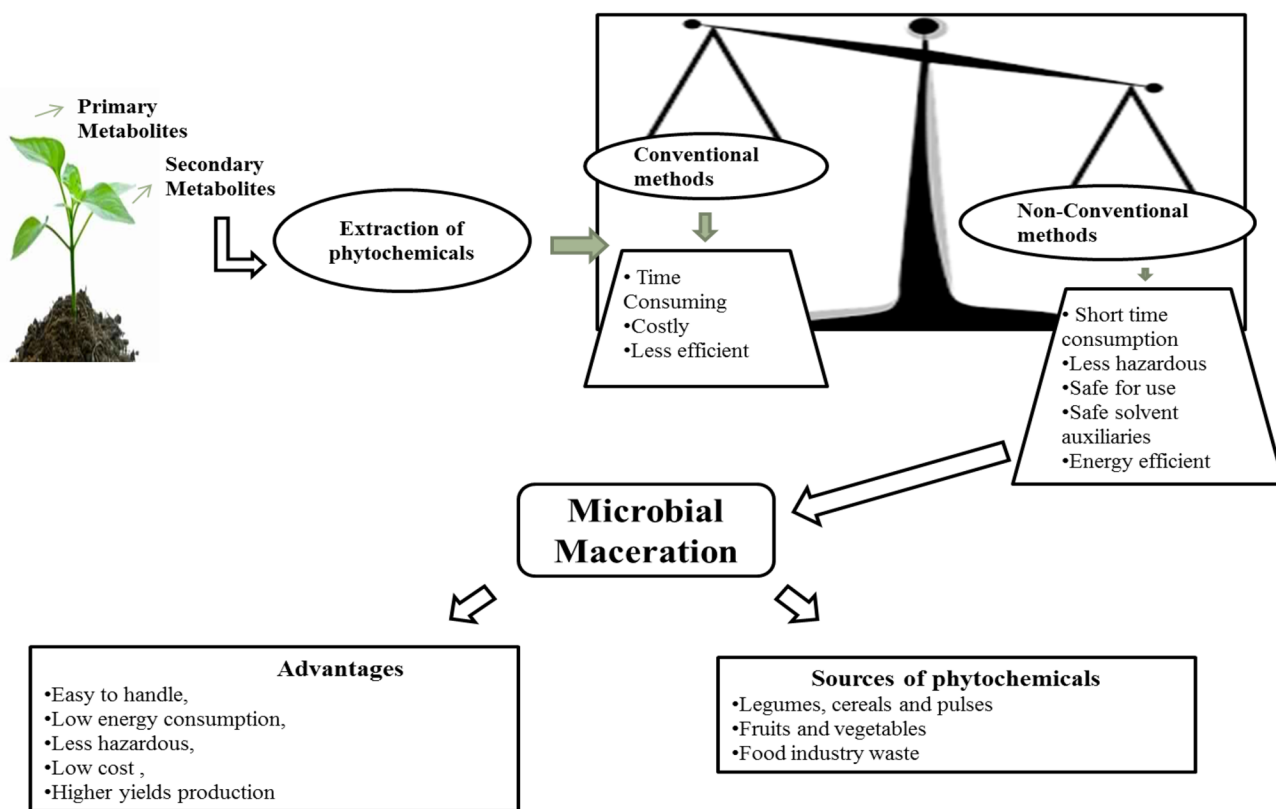 Primary
Metabolites
Secondary
Metabolites
Extraction of
phytochemicals
Conventional
methods
• Time
Consuming
•Costly
•Less efficient
Non-Conventional
methods
• Short time
consumption
•Less hazardous
•Safe for use
•Safe solvent
auxiliaries
•Energy efficient
Microbial
Maceration
Advantages
•Easy to handle,
•Low energy consumption,
•Less hazardous,
•Low cost ,
•Higher yields production
Sources of phytochemicals
•Legumes, cereals and pulses
•Fruits and vegetables
•Food industry waste